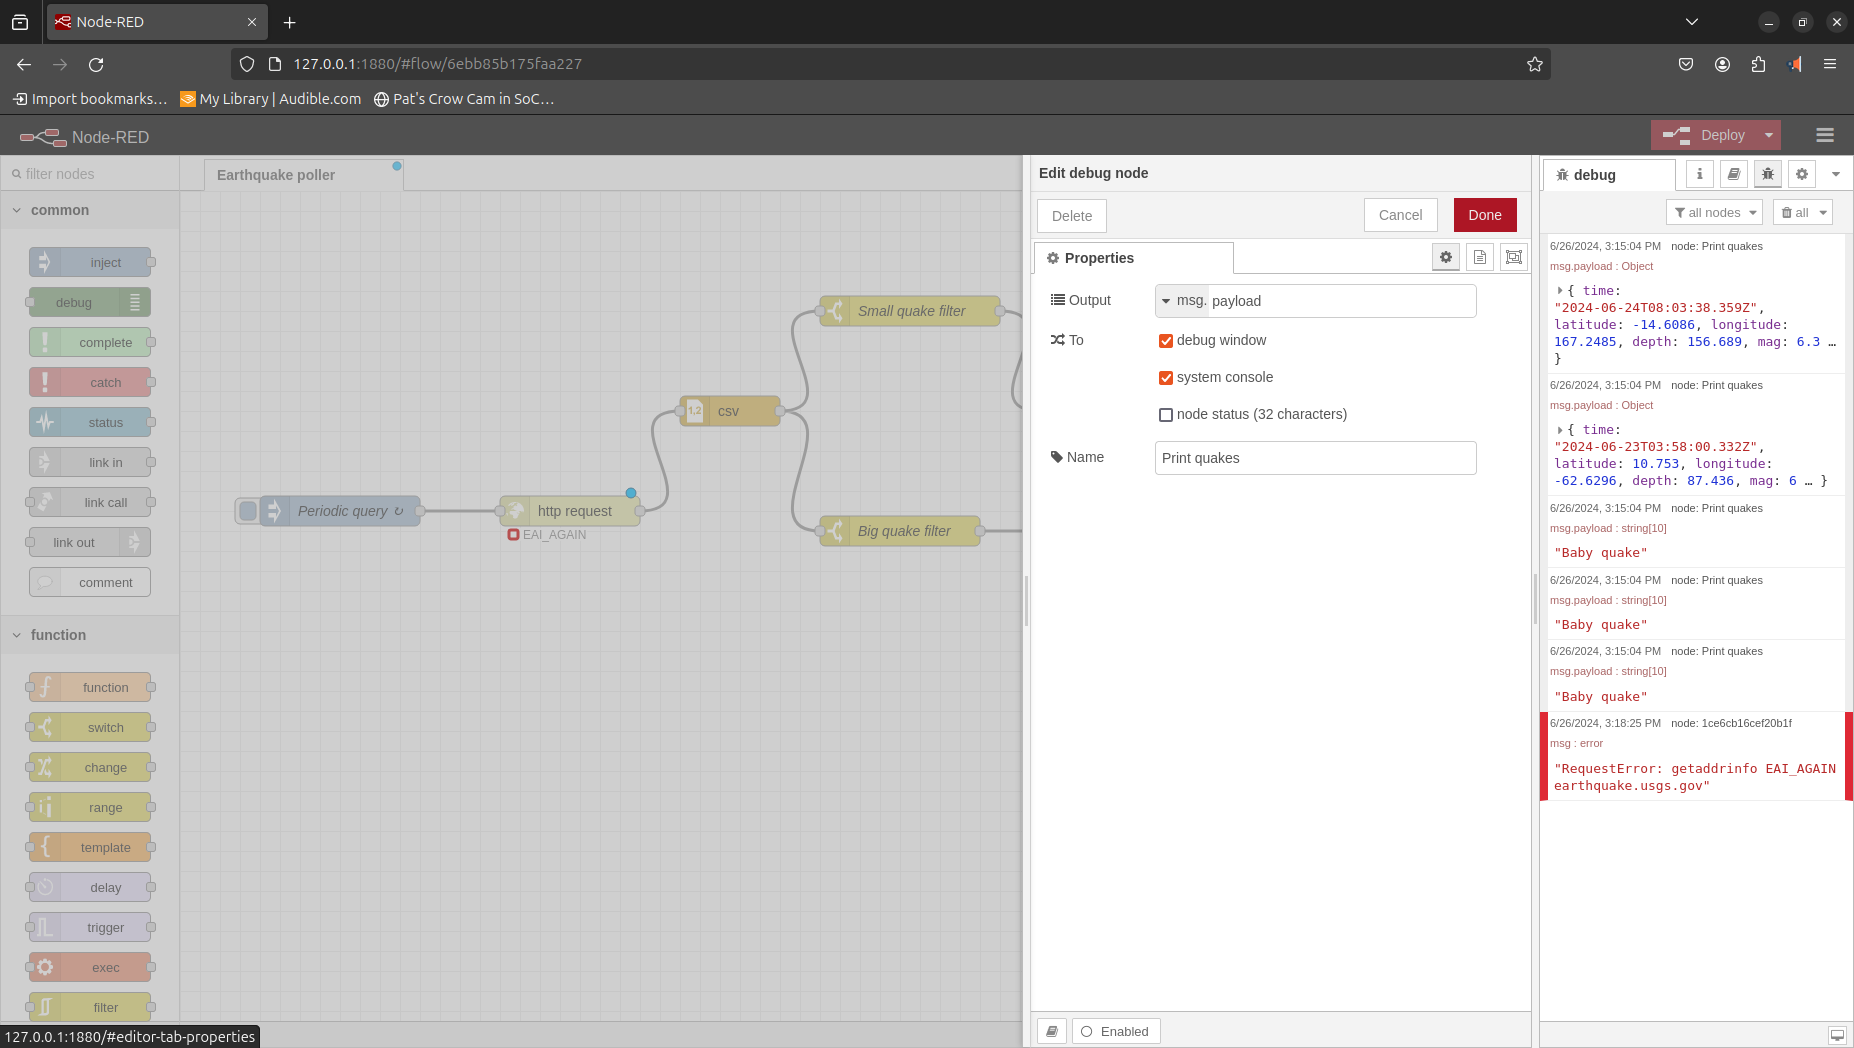 Node-RED
127.0.0.1:1880/#flow/6ebb85b175faa227
Import bookmarks...
My Library | Audible.com
Pat's Crow Cam in SoC...
Node-RED
Deploy
filter nodes
common
inject
debug
complete
catch
status
link in
link call
link out
comment
function
function
switch
change
range
template
delay
trigger
exec
filter
Earthquake poller
Periodic query ↻
http request
EAI_AGAIN
1,2
csv
Small quake filter
Big quake filter
Edit debug node
Delete
Cancel
Done
Properties
Output
msg. payload
To
debug window
system console
node status (32 characters)
Name
Print quakes
Enabled
debug
i
all nodes
all
6/26/2024, 3:15:04 PM node: Print quakes
msg.payload : Object
{ time:
"2024-06-24T08:03:38.359Z",
latitude: -14.6086, longitude:
167.2485, depth: 156.689, mag: 6.3 …
}
6/26/2024, 3:15:04 PM node: Print quakes
msg.payload : Object
{ time:
"2024-06-23T03:58:00.332Z",
latitude: 10.753, longitude:
-62.6296, depth: 87.436, mag: 6 … }
6/26/2024, 3:15:04 PM node: Print quakes
msg.payload : string[10]
"Baby quake"
6/26/2024, 3:15:04 PM node: Print quakes
msg.payload : string[10]
"Baby quake"
6/26/2024, 3:15:04 PM node: Print quakes
msg.payload : string[10]
"Baby quake"
6/26/2024, 3:18:25 PM node: 1ce6cb16cef20b1f
msg : error
"RequestError: getaddrinfo EAI_AGAIN
earthquake.usgs.gov"
127.0.0.1:1880/#editor-tab-properties